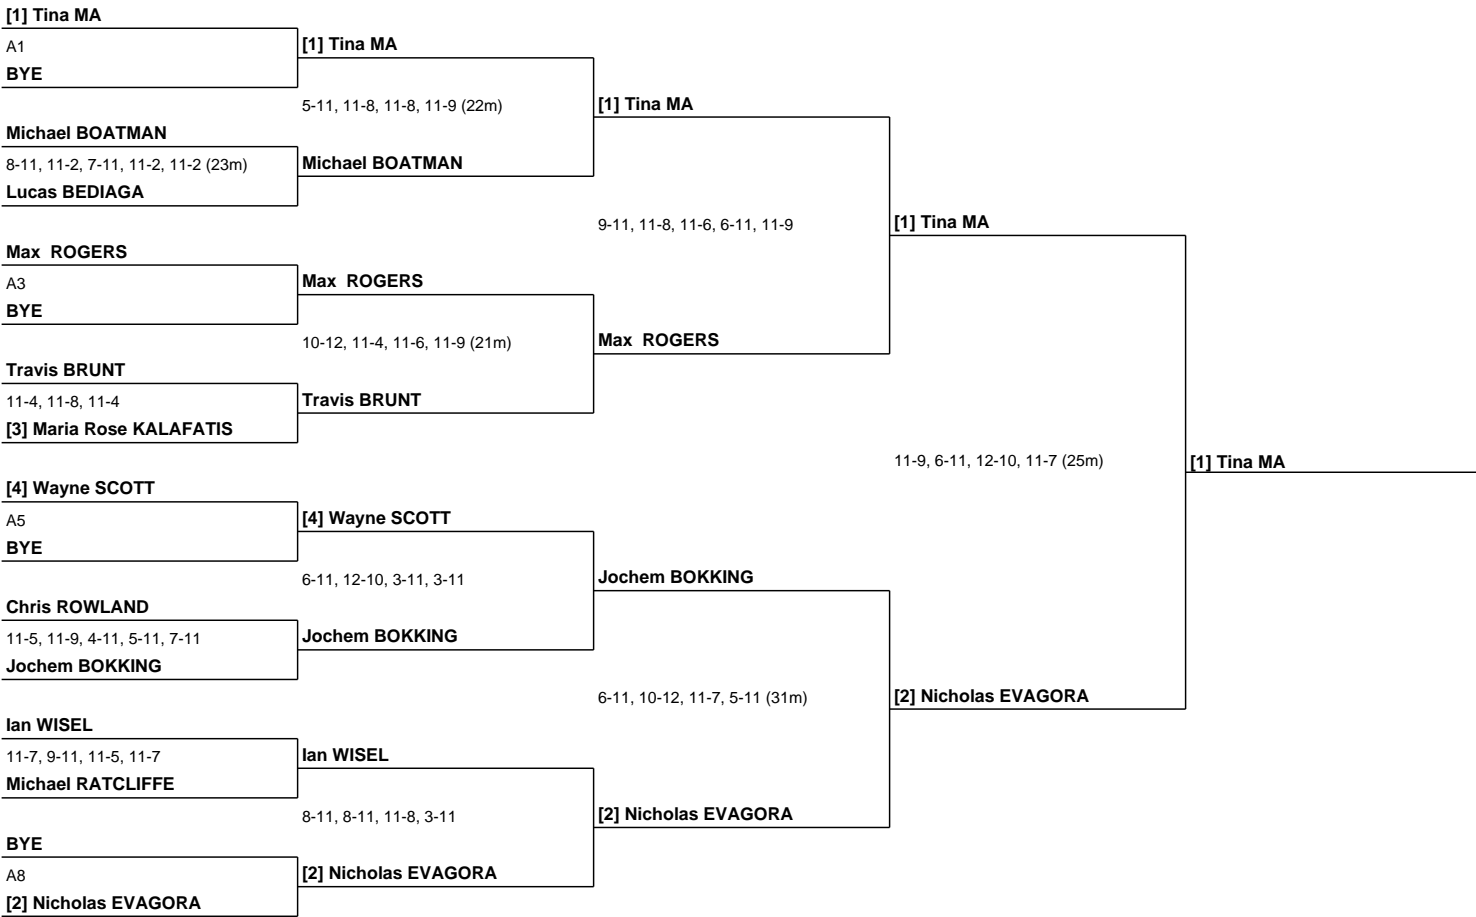 [1] Tina MA
A1
BYE
Michael BOATMAN
8-11, 11-2, 7-11, 11-2, 11-2 (23m)
Lucas BEDIAGA
Max  ROGERS
A3
BYE
Travis BRUNT
11-4, 11-8, 11-4
[3] Maria Rose KALAFATIS
[4] Wayne SCOTT
A5
BYE
Chris ROWLAND
11-5, 11-9, 4-11, 5-11, 7-11
Jochem BOKKING
Ian WISEL
11-7, 9-11, 11-5, 11-7
Michael RATCLIFFE
BYE
A8
[2] Nicholas EVAGORA
[1] Tina MA
5-11, 11-8, 11-8, 11-9 (22m)
Michael BOATMAN
Max  ROGERS
10-12, 11-4, 11-6, 11-9 (21m)
Travis BRUNT
[4] Wayne SCOTT
6-11, 12-10, 3-11, 3-11
Jochem BOKKING
Ian WISEL
8-11, 8-11, 11-8, 3-11
[2] Nicholas EVAGORA
[1] Tina MA
9-11, 11-8, 11-6, 6-11, 11-9
Max  ROGERS
Jochem BOKKING
6-11, 10-12, 11-7, 5-11 (31m)
[2] Nicholas EVAGORA
[1] Tina MA
11-9, 6-11, 12-10, 11-7 (25m)
[2] Nicholas EVAGORA
[1] Tina MA